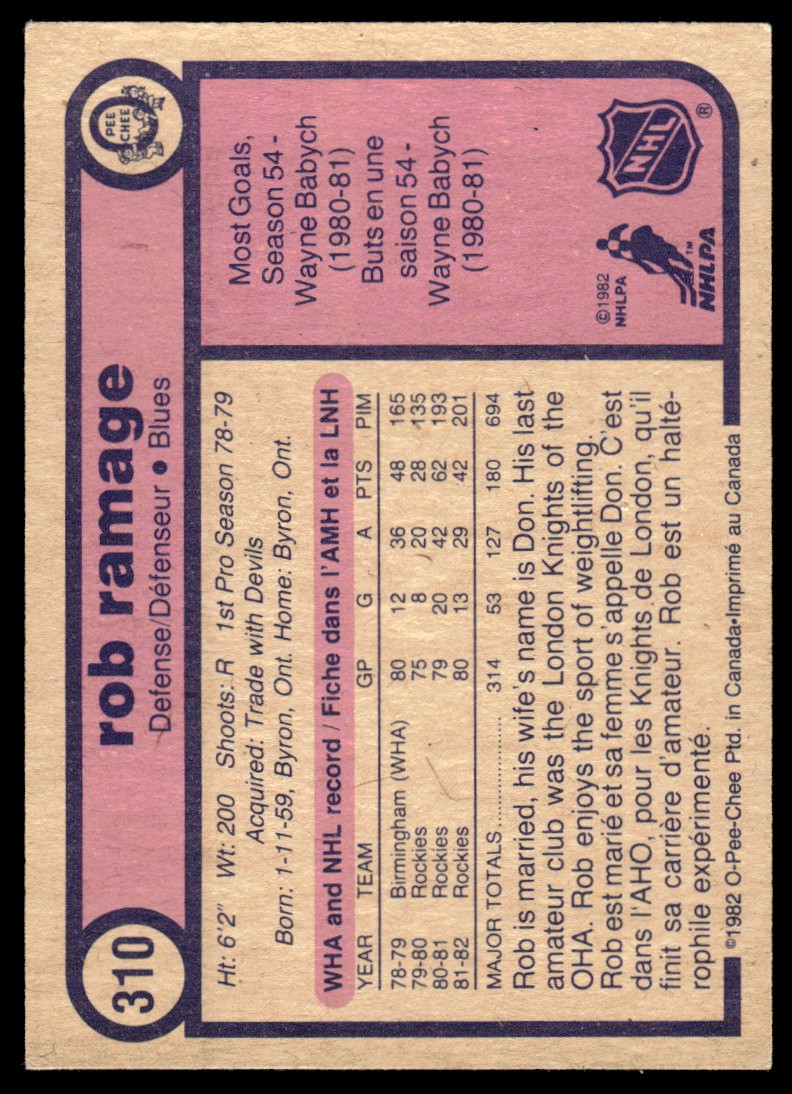 310
rob ramage
Defense/Défenseur • Blues
O PEE CHEE
Ht: 6'2" Wt: 200 Shoots: R 1st Pro Season 78-79
Acquired: Trade with Devils
Born: 1-11-59, Byron, Ont. Home: Byron, Ont.
WHA and NHL record / Fiche dans l'AMH et la LNH
YEAR TEAM GP G A PTS PIM
78-79 Birmingham (WHA) 80 12 36 48 165
79-80 Rockies 75 8 20 28 135
80-81 Rockies 79 20 42 62 193
81-82 Rockies 80 13 29 42 201
MAJOR TOTALS .................... 314 53 127 180 694
Rob is married, his wife's name is Don. His last
amateur club was the London Knights of the
OHA. Rob enjoys the sport of weightlifting.
Rob est marié et sa femme s'appelle Don. C'est
dans l'AHO, pour les Knights de London, qu'il
finit sa carrière d'amateur. Rob est un halté-
rophile expérimenté.
©1982 O-Pee-Chee Ptd. in Canada•Imprimé au Canada
Most Goals,
Season 54 -
Wayne Babych
(1980-81)
Buts en une
saison 54 -
Wayne Babych
(1980-81)
©1982
NHLPA
NHLPA TM
NHL ®